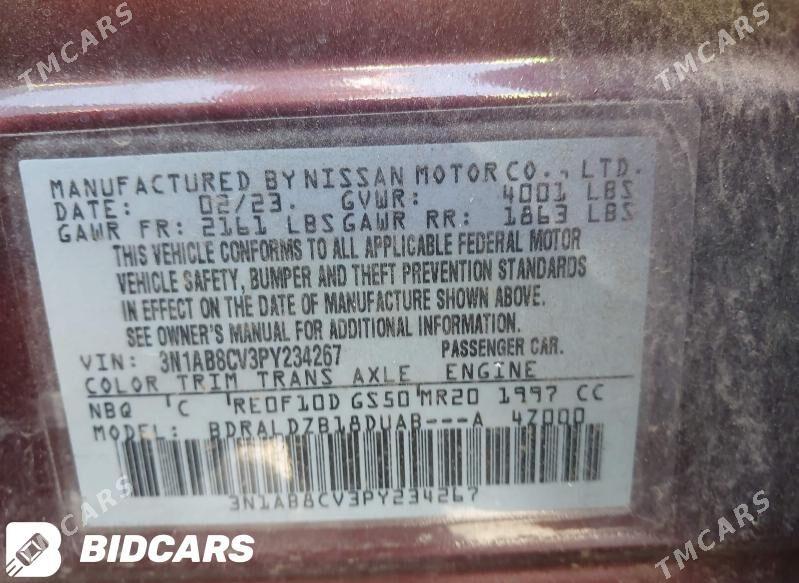 TMCARS
TMCARS
MANUFACTURED BY NISSAN MOTOR CO., LTD.
DATE: 02/23. GVWR: 4001 LBS
GAWR FR: 2161 LBS GAWR RR: 1863 LBS
THIS VEHICLE CONFORMS TO ALL APPLICABLE FEDERAL MOTOR
VEHICLE SAFETY, BUMPER AND THEFT PREVENTION STANDARDS
IN EFFECT ON THE DATE OF MANUFACTURE SHOWN ABOVE.
SEE OWNER'S MANUAL FOR ADDITIONAL INFORMATION.
VIN: 3N1AB8CV3PY234267 PASSENGER CAR.
COLOR TRIM TRANS AXLE ENGINE
NBQ C RE0F10D GS50 MR20 1997 CC
MODEL: BDRALDZB18DUAB---A 4Z000
3N1AB8CV3PY234267
TMCARS
TMCARS
BIDCARS